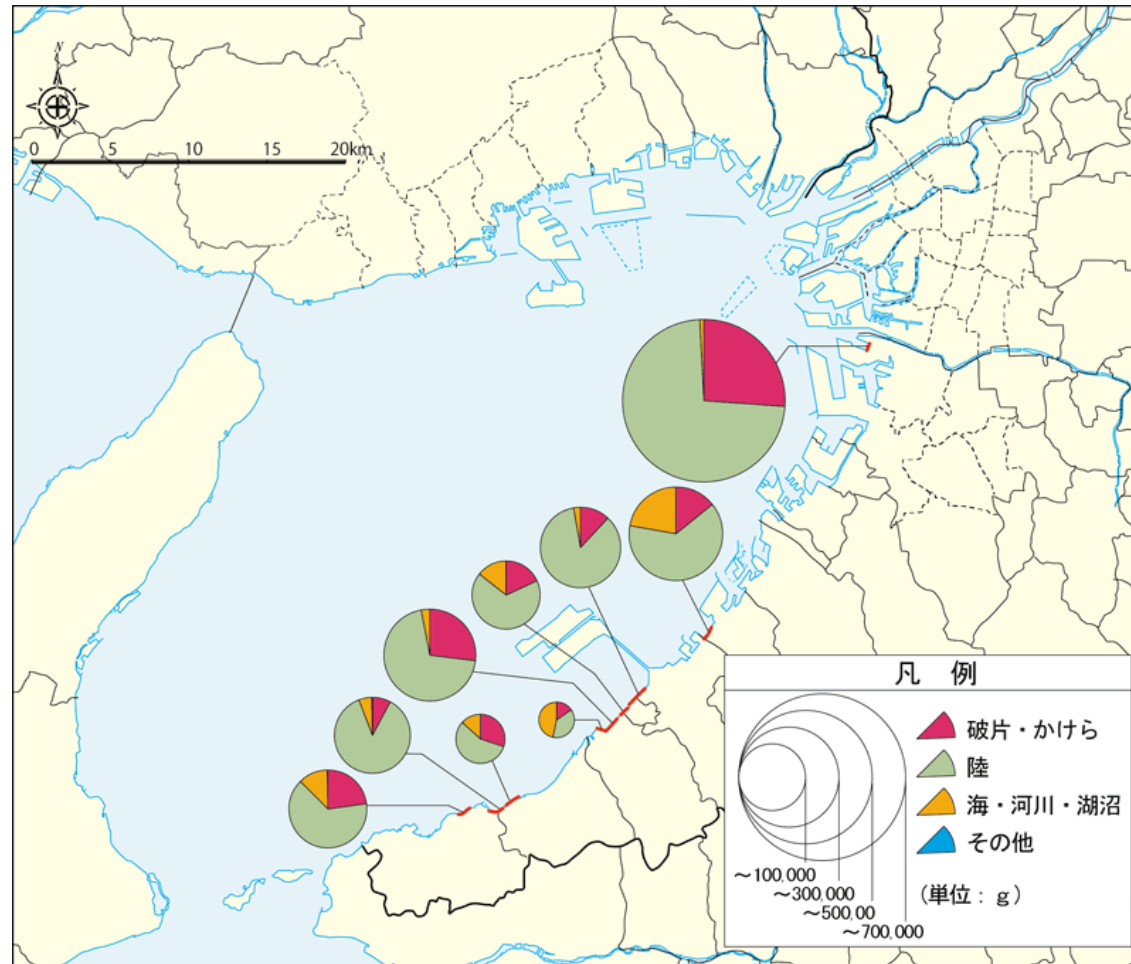 0 5 10 15 20km
凡 例
破片・かけら
陸
海・河川・湖沼
その他
(単位: g)
～100,000
～300,000
～500,00
～700,000